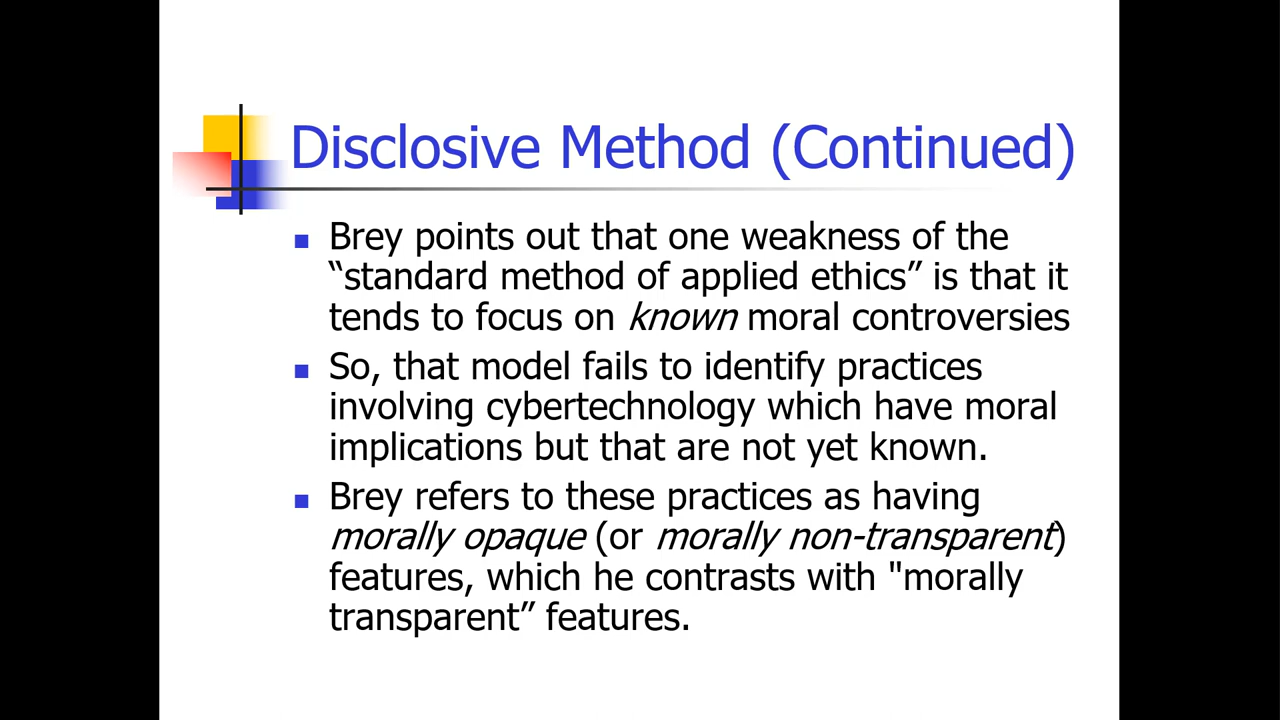 Disclosive Method (Continued)
Brey points out that one weakness of the
“standard method of applied ethics” is that it
tends to focus on known moral controversies
So, that model fails to identify practices
involving cybertechnology which have moral
implications but that are not yet known.
Brey refers to these practices as having
morally opaque (or morally non-transparent)
features, which he contrasts with "morally
transparent” features.